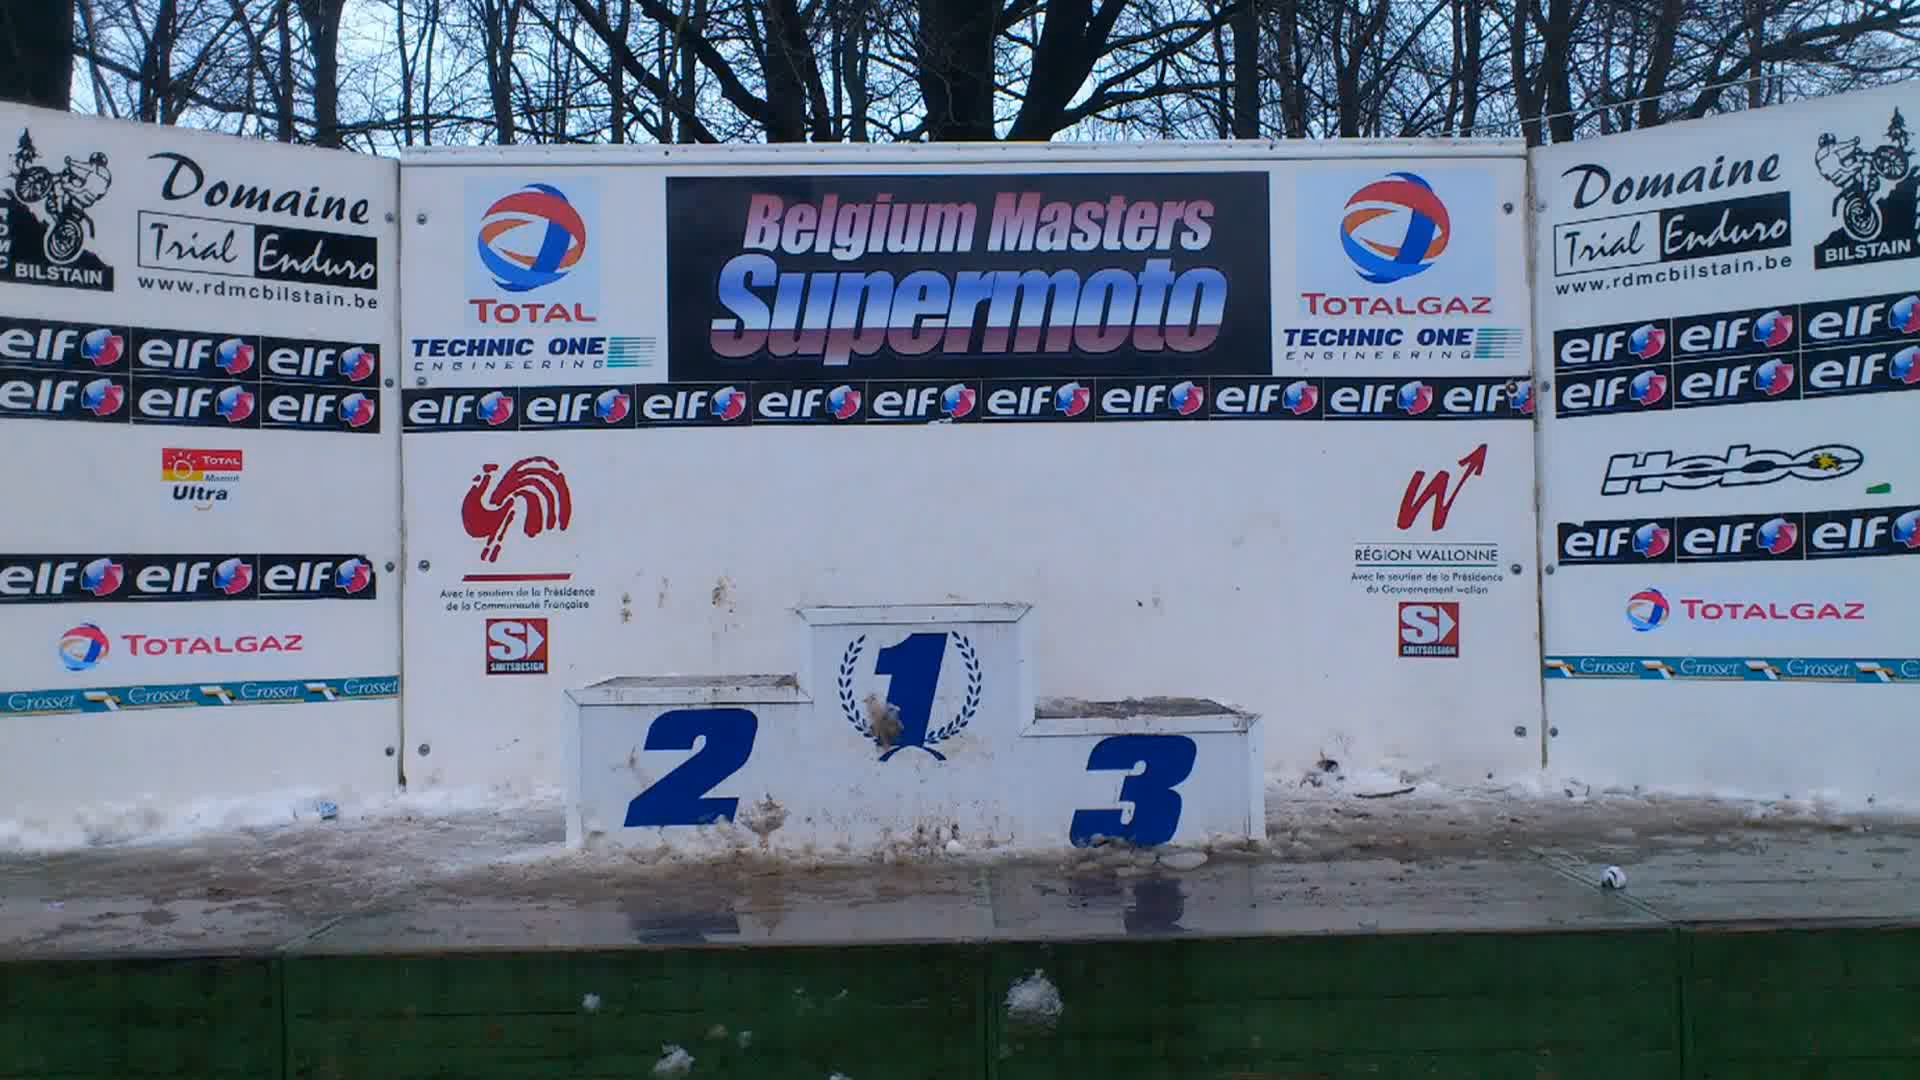 Domaine
Trial Enduro
www.rdmcbilstain.be
BILSTAIN
elf elf elf
elf elf elf
TOTAL
Ultra
elf elf elf
TOTALGAZ
Crosset Crosset Crosset Crosset
TOTAL
TECHNIC ONE
ENGINEERING
Belgium Masters
Supermoto
TOTALGAZ
TECHNIC ONE
ENGINEERING
elf elf elf elf elf elf elf elf elf elf
Avec le soutien de la Présidence
de la Communauté Française
S
SMITSDESIGN
W
RÉGION WALLONNE
Avec le soutien de la Présidence
du Gouvernement wallon
S
SMITSDESIGN
1
2
3
Domaine
Trial Enduro
www.rdmcbilstain.be
BILSTAIN
elf elf elf
elf elf elf
Hebo
elf elf elf
TOTALGAZ
Crosset Crosset Crosset